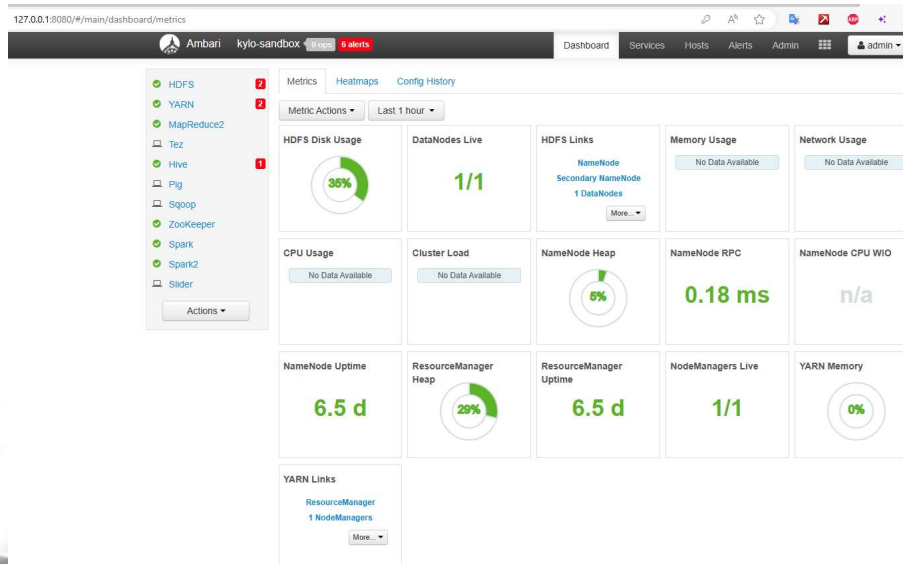 127.0.0.1:8080/#/main/dashboard/metrics
Ambari kylo-sandbox 0 ops 6 alerts Dashboard Services Hosts Alerts Admin admin
HDFS 2
YARN 2
MapReduce2
Tez
Hive 1
Pig
Sqoop
ZooKeeper
Spark
Spark2
Slider
Actions
Metrics Heatmaps Config History
Metric Actions Last 1 hour
HDFS Disk Usage
35%
DataNodes Live
1/1
HDFS Links
NameNode
Secondary NameNode
1 DataNodes
More...
Memory Usage
No Data Available
Network Usage
No Data Available
CPU Usage
No Data Available
Cluster Load
No Data Available
NameNode Heap
5%
NameNode RPC
0.18 ms
NameNode CPU WIO
n/a
NameNode Uptime
6.5 d
ResourceManager
Heap
29%
ResourceManager
Uptime
6.5 d
NodeManagers Live
1/1
YARN Memory
0%
YARN Links
ResourceManager
1 NodeManagers
More...